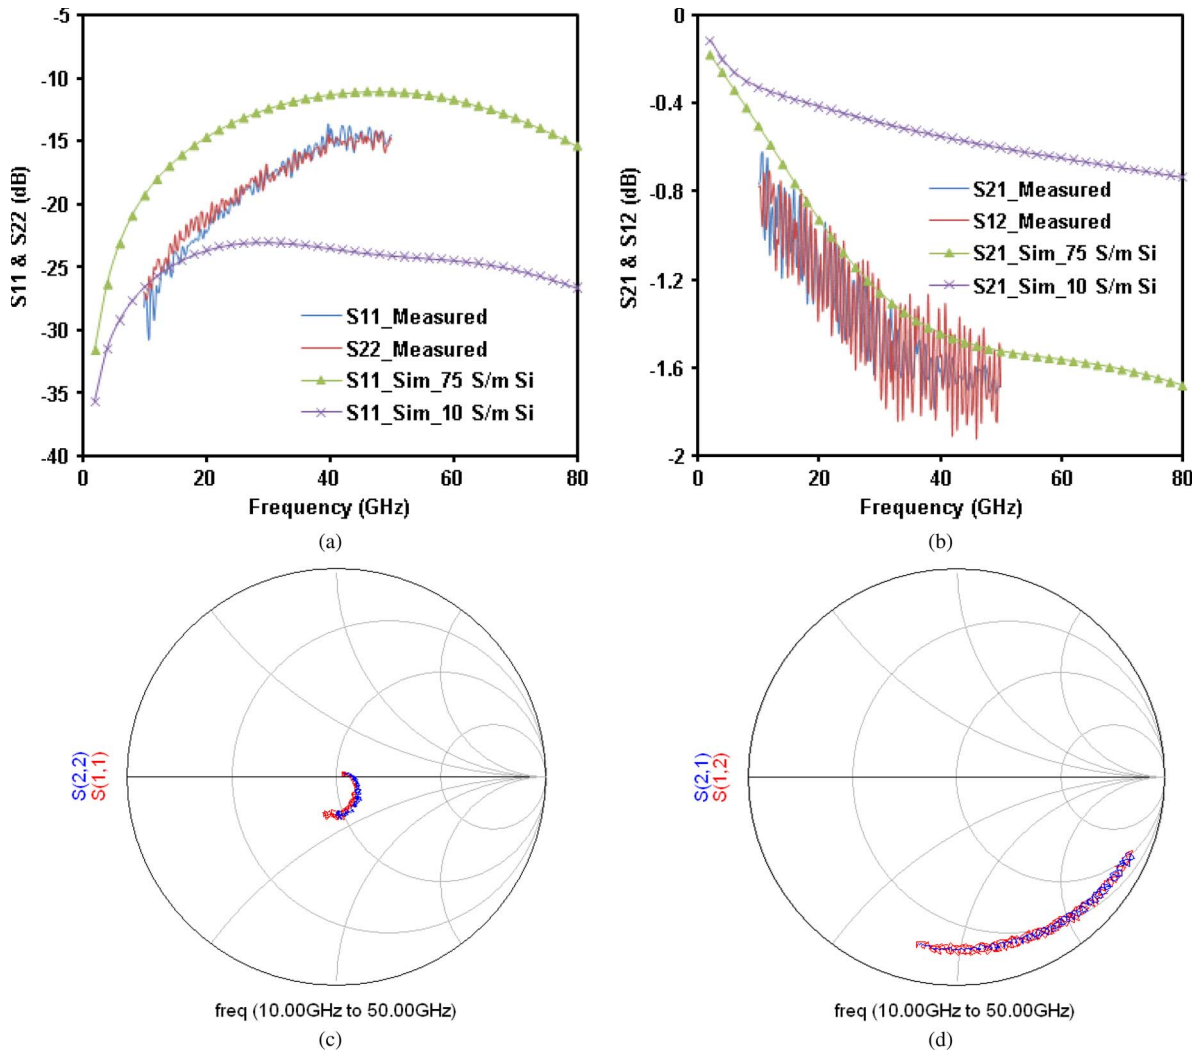 -5
-10
-15
-20
-25
-30
-35
-40
S11 & S22 (dB)
S11_Measured
S22_Measured
S11_Sim_75 S/m Si
S11_Sim_10 S/m Si
0
20
40
60
80
Frequency (GHz)
(a)
0
-0.4
-0.8
-1.2
-1.6
-2
S21 & S12 (dB)
S21_Measured
S12_Measured
S21_Sim_75 S/m Si
S21_Sim_10 S/m Si
0
20
40
60
80
Frequency (GHz)
(b)
S(2,2)
S(1,1)
freq (10.00GHz to 50.00GHz)
(c)
S(2,1)
S(1,2)
freq (10.00GHz to 50.00GHz)
(d)